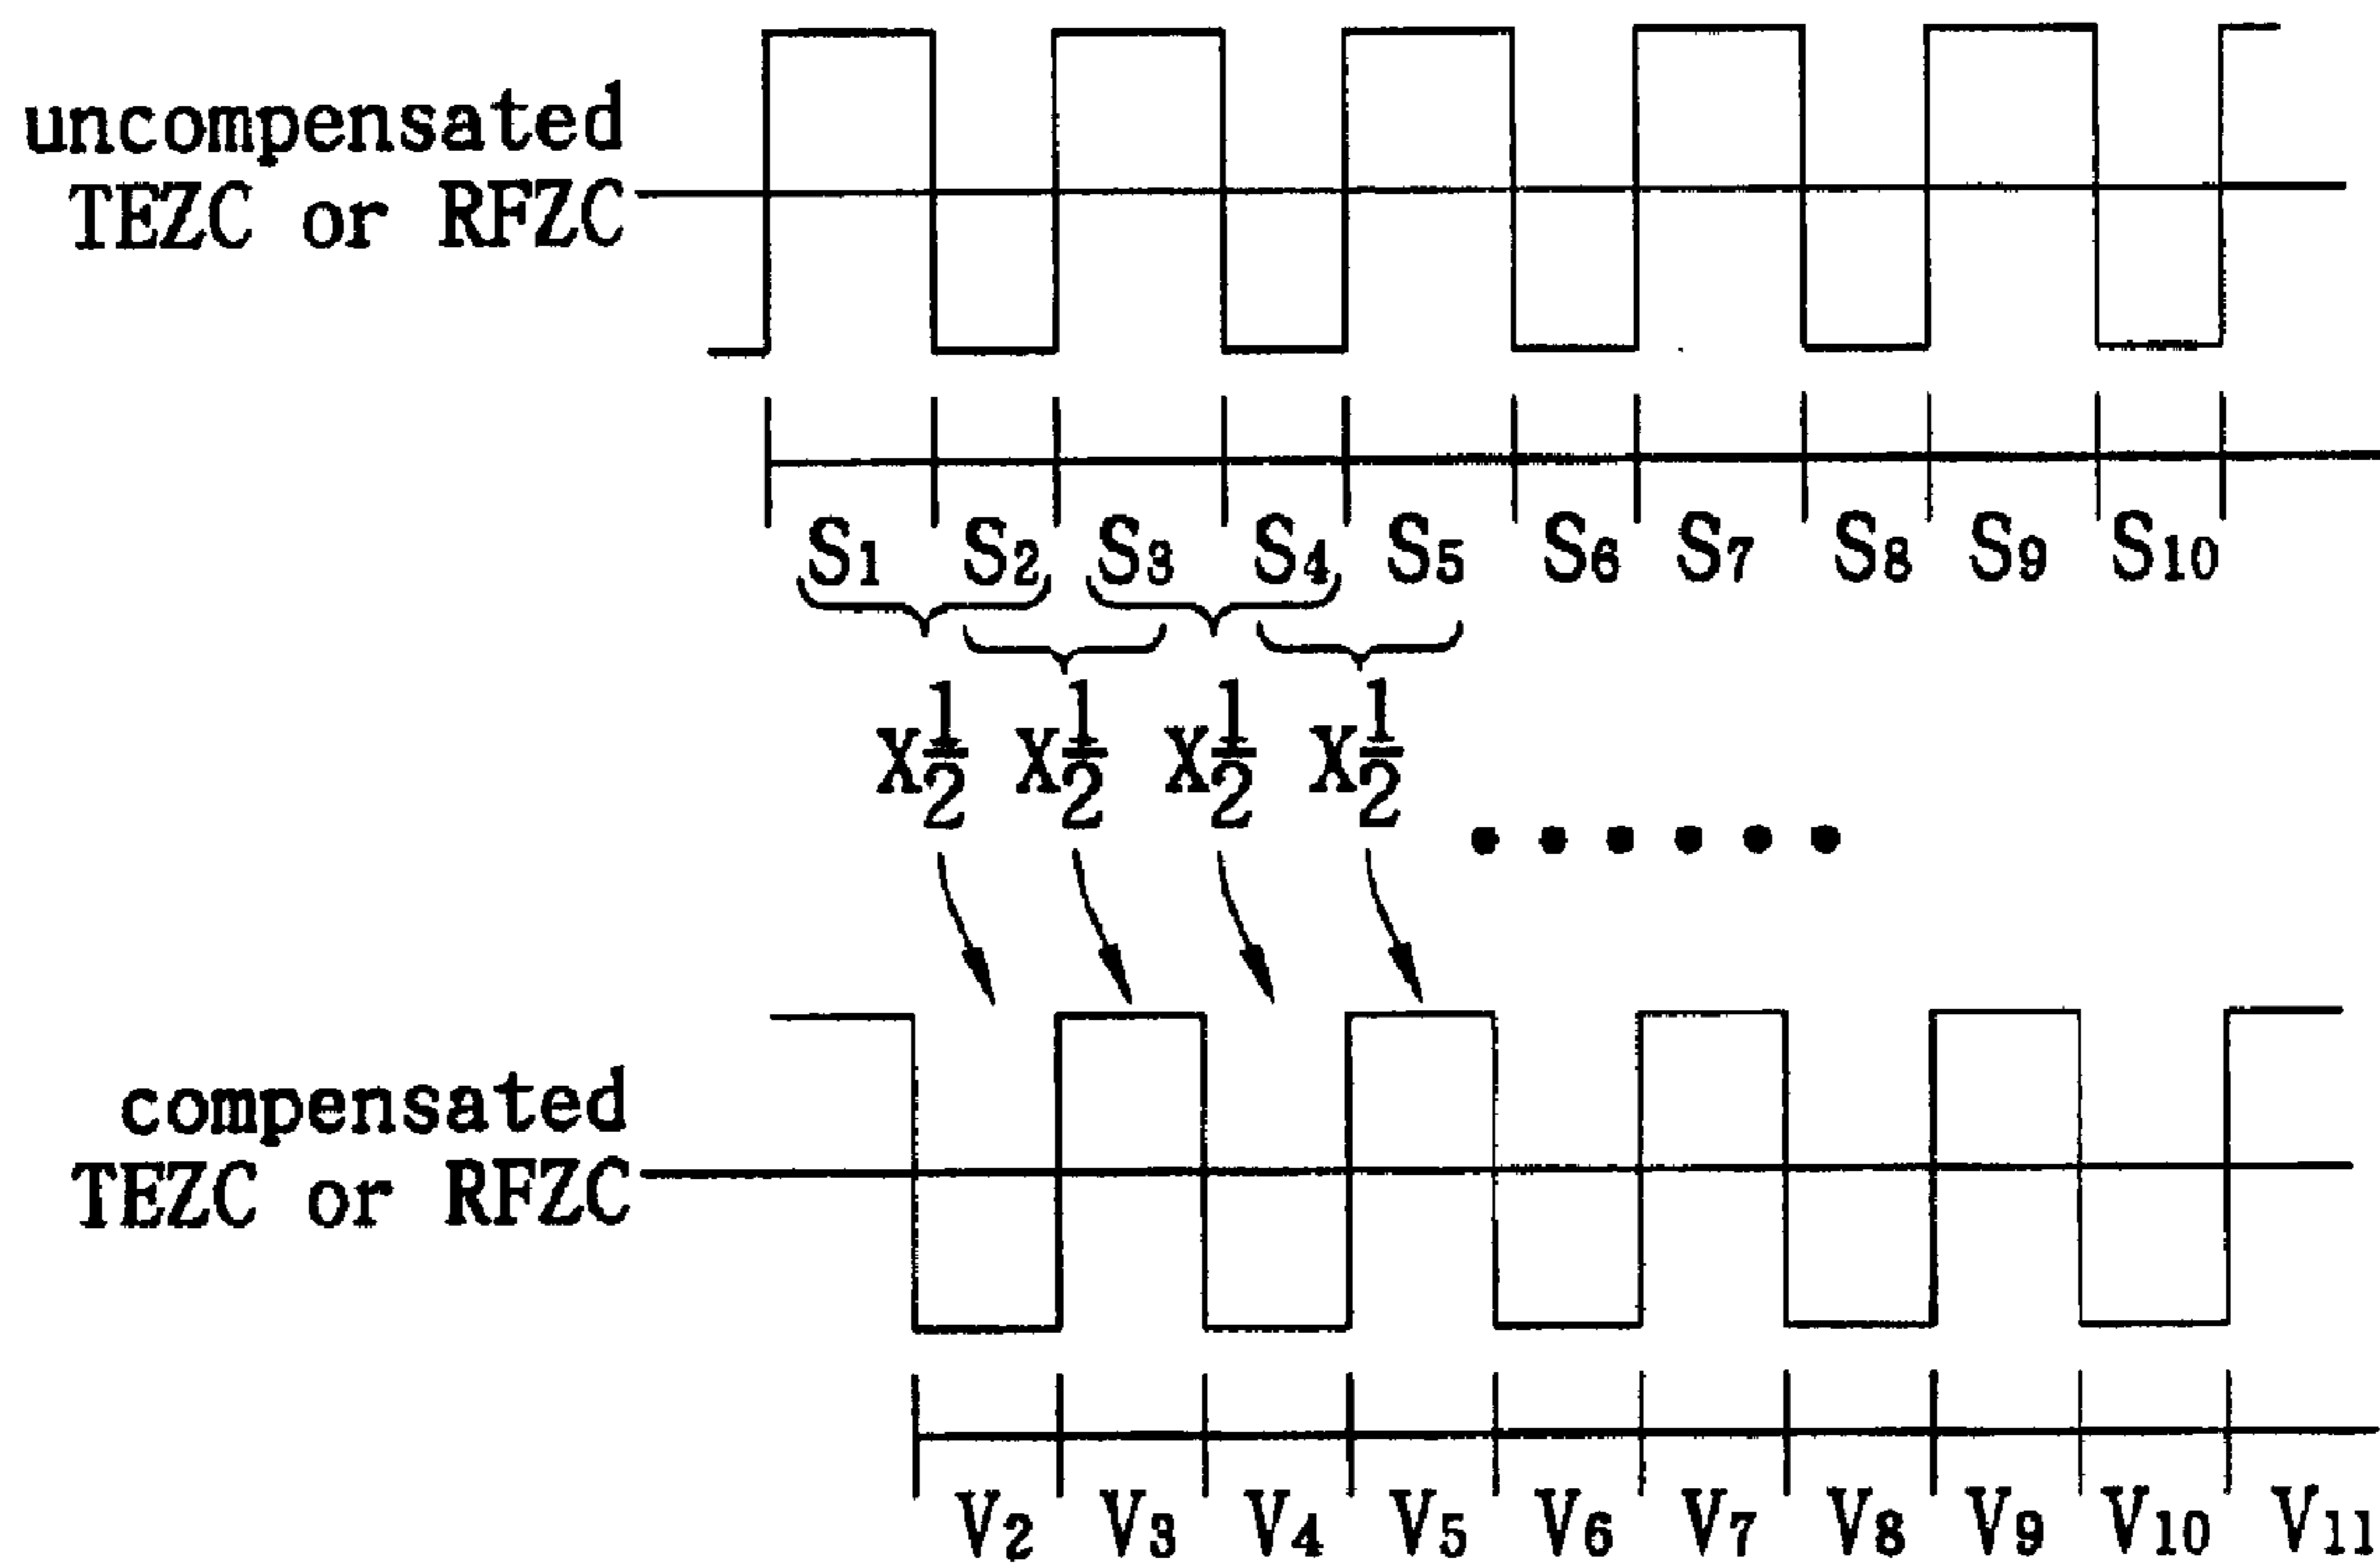 uncompensated
TEZC or RFZC
S1 S2 S3 S4 S5 S6 S7 S8 S9 S10
X1/2 X1/2 X1/2 X1/2 ......
compensated
TEZC or RFZC
V2 V3 V4 V5 V6 V7 V8 V9 V10 V11